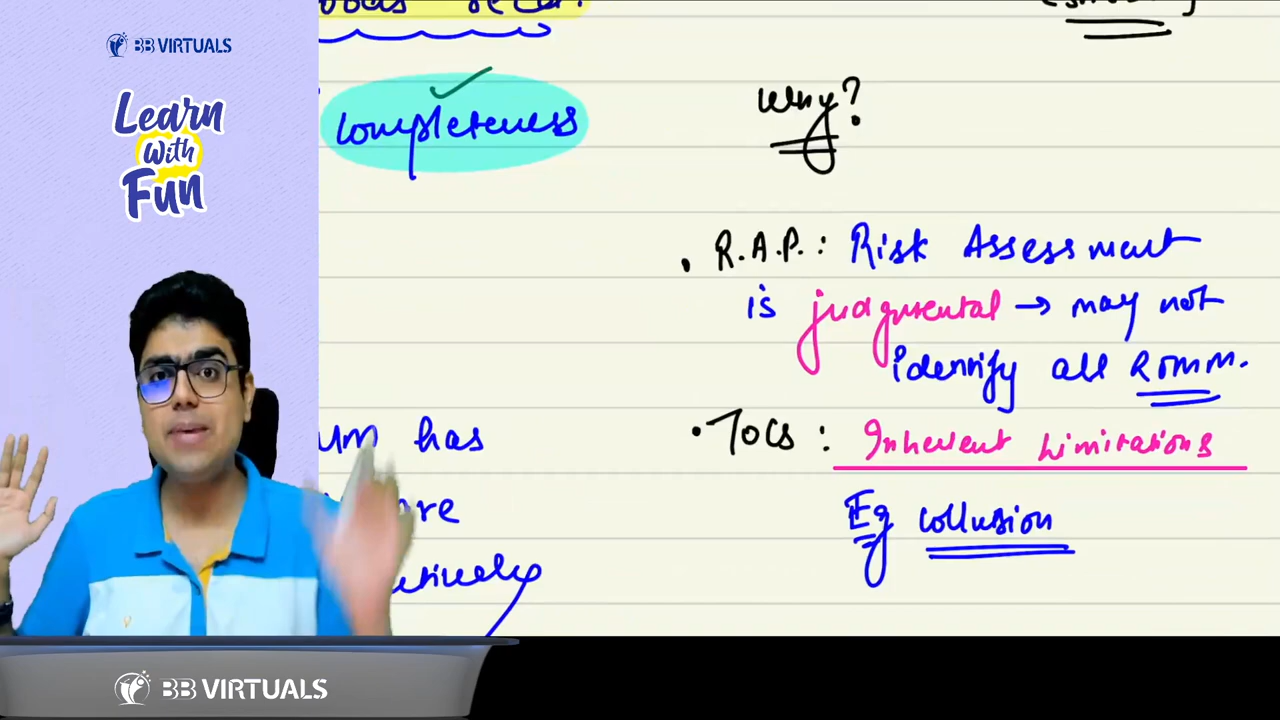 BB VIRTUALS
Learn
With
Fun
Completeness
Why?
• R.A.P. : Risk Assessment
is judgmental → may not
identify all ROMM.
has
• TOCs : Inherent Limitations
Eg Collusion
BB VIRTUALS